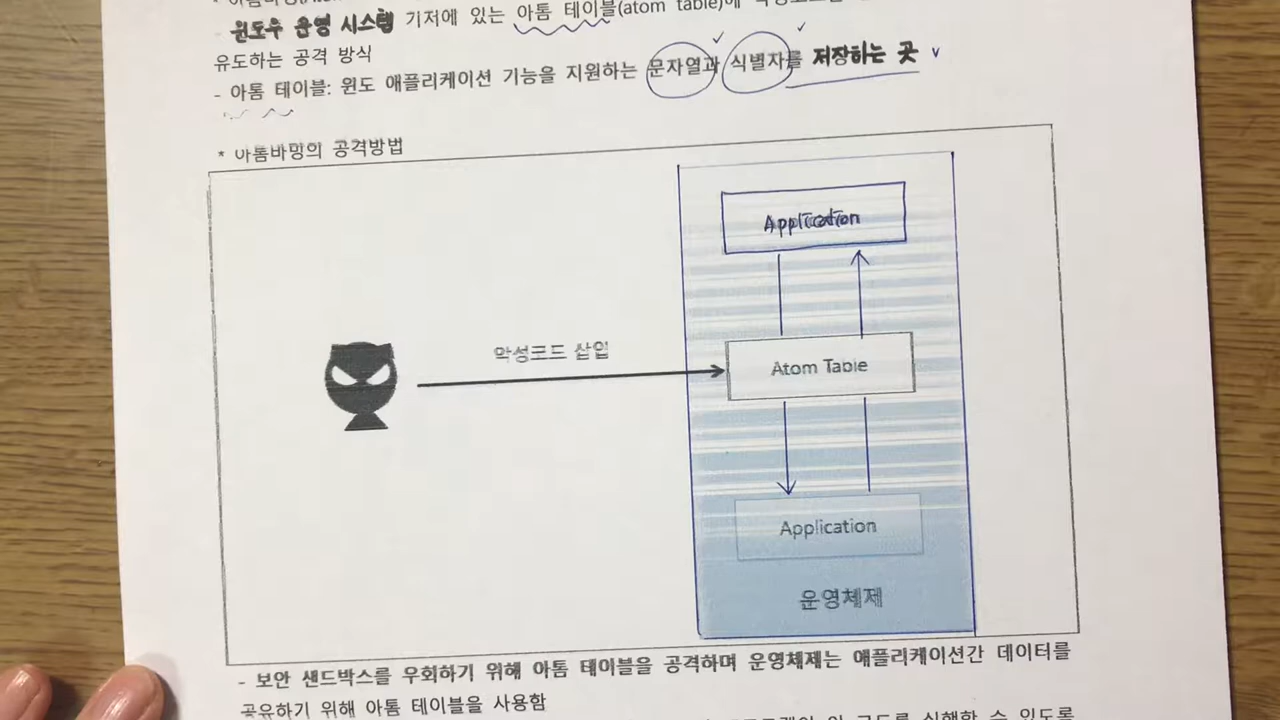 윈도우 운영 시스템 기저에 있는 아톰 테이블(atom table)에
유도하는 공격 방식
- 아톰 테이블: 윈도 애플리케이션 기능을 지원하는 문자열과 식별자를 저장하는 곳
* 아톰바밍의 공격방법
Application
악성코드 삽입
Atom Table
Application
운영체제
- 보안 샌드박스를 우회하기 위해 아톰 테이블을 공격하며 운영체제는 애플리케이션간 데이터를
공유하기 위해 아톰 테이블을 사용함